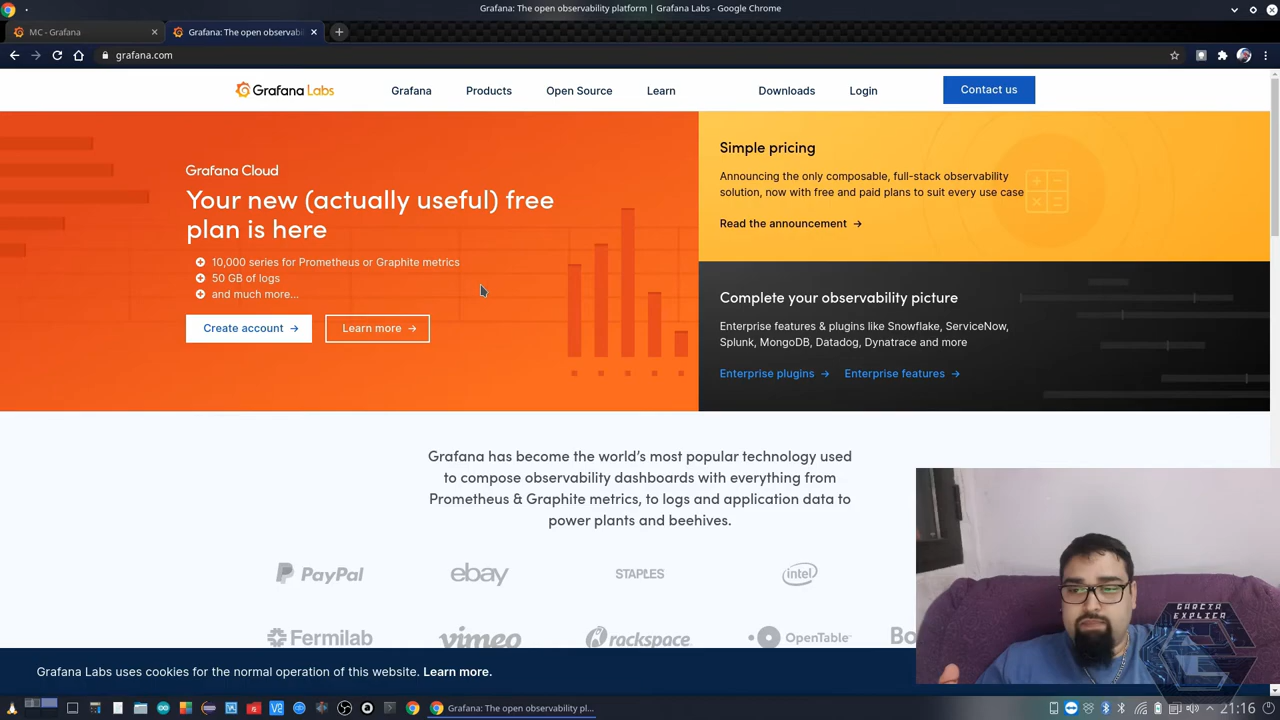 Grafana: The open observability platform | Grafana Labs - Google Chrome
MC - Grafana
Grafana: The open observabi
grafana.com
Grafana Labs
Grafana
Products
Open Source
Learn
Downloads
Login
Contact us
Grafana Cloud
Your new (actually useful) free
plan is here
10,000 series for Prometheus or Graphite metrics
50 GB of logs
and much more...
Create account →
Learn more →
Simple pricing
Announcing the only composable, full-stack observability
solution, now with free and paid plans to suit every use case
Read the announcement →
Complete your observability picture
Enterprise features & plugins like Snowflake, ServiceNow,
Splunk, MongoDB, Datadog, Dynatrace and more
Enterprise plugins →
Enterprise features →
Grafana has become the world's most popular technology used
to compose observability dashboards with everything from
Prometheus & Graphite metrics, to logs and application data to
power plants and beehives.
PayPal
ebay
STAPLES
intel
Fermilab
vimeo
rackspace
OpenTable
Bo
GARCIA
EXPLICA
Grafana Labs uses cookies for the normal operation of this website. Learn more.
Grafana: The open observability pl...
21:16